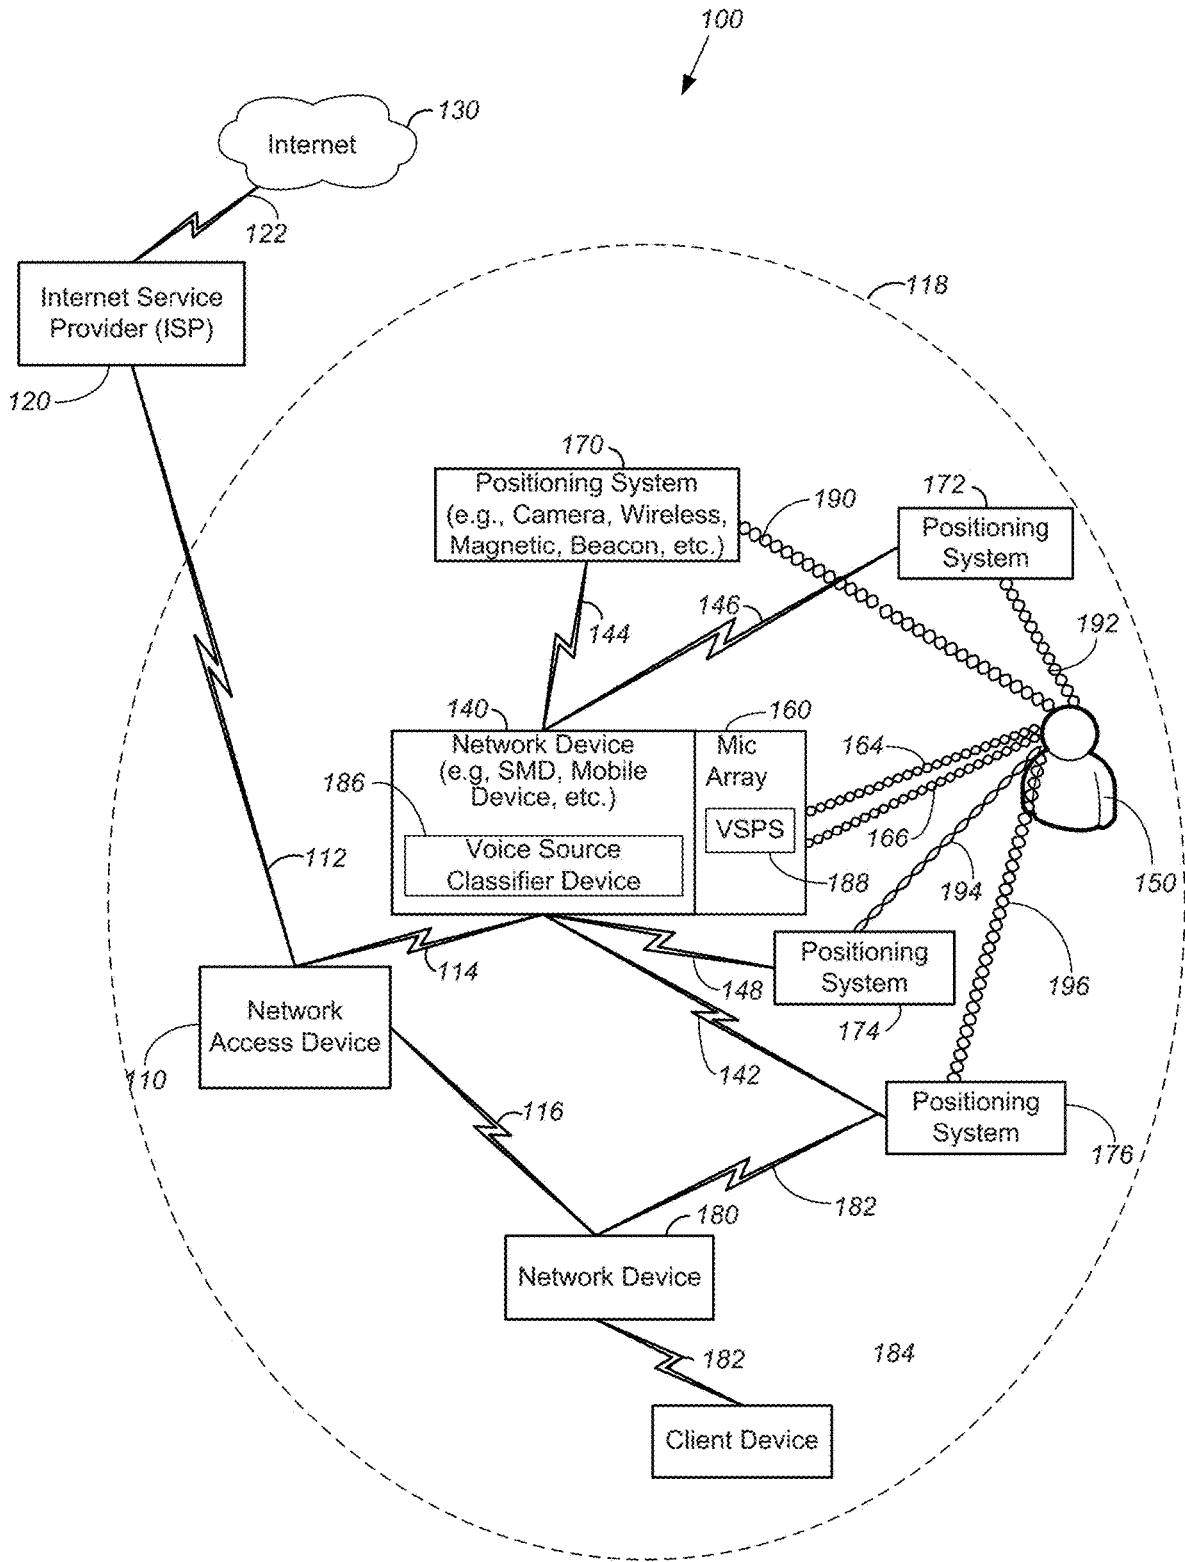 100
Internet
130
122
Internet Service
Provider (ISP)
120
118
170
Positioning System
(e.g., Camera, Wireless,
Magnetic, Beacon, etc.)
190
172
Positioning
System
144
146
192
140
Network Device
(e.g, SMD, Mobile
Device, etc.)
160
Mic
Array
164
186
VSPS
166
Voice Source
Classifier Device
188
194
150
112
114
148
Positioning
System
174
196
Network
Access Device
110
142
116
Positioning
System
176
182
180
Network Device
182
184
Client Device